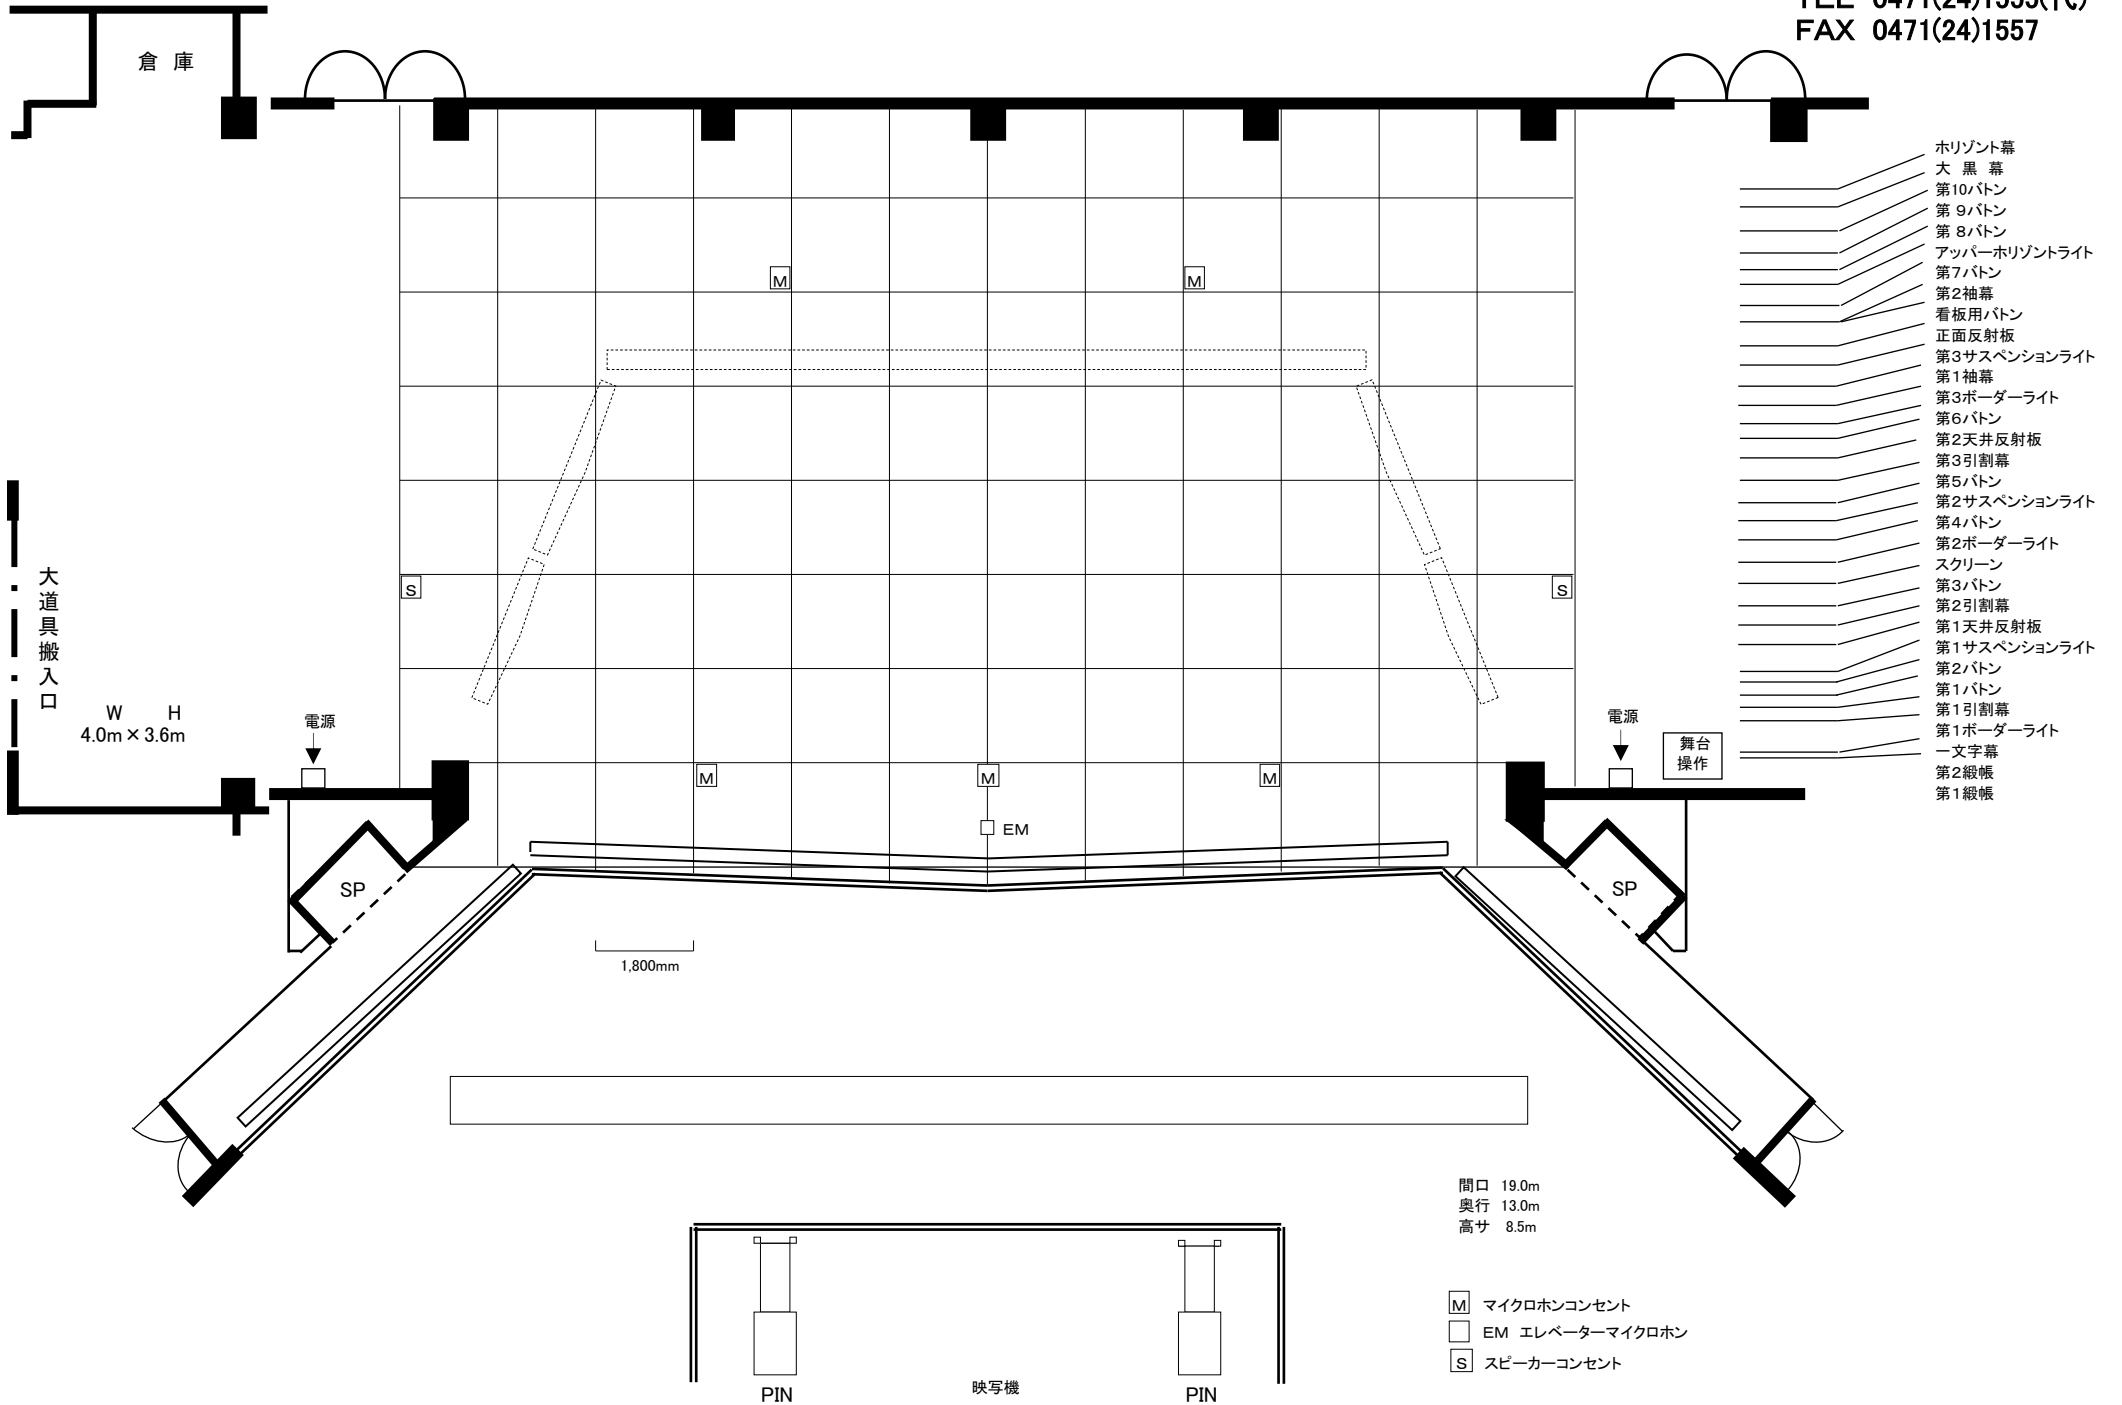 FAX 0471(24)1557
倉 庫
ホリゾント幕
大 黒 幕
第10バトン
第 9バトン
第 8バトン
アッパーホリゾントライト
第7バトン
第2袖幕
看板用バトン
正面反射板
第3サスペンションライト
第1袖幕
第3ボーダーライト
第6バトン
第2天井反射板
第3引割幕
第5バトン
第2サスペンションライト
第4バトン
第2ボーダーライト
スクリーン
第3バトン
第2引割幕
第1天井反射板
第1サスペンションライト
第2バトン
第1バトン
第1引割幕
第1ボーダーライト
一文字幕
第2緞帳
第1緞帳
M
M
S
S
大道具搬入口
W H
4.0m×3.6m
電源
電源
舞台
操作
M
M
M
EM
SP
SP
1,800mm
間口 19.0m
奥行 13.0m
高サ 8.5m
M マイクロホンコンセント
EM エレベーターマイクロホン
S スピーカーコンセント
PIN
映写機
PIN